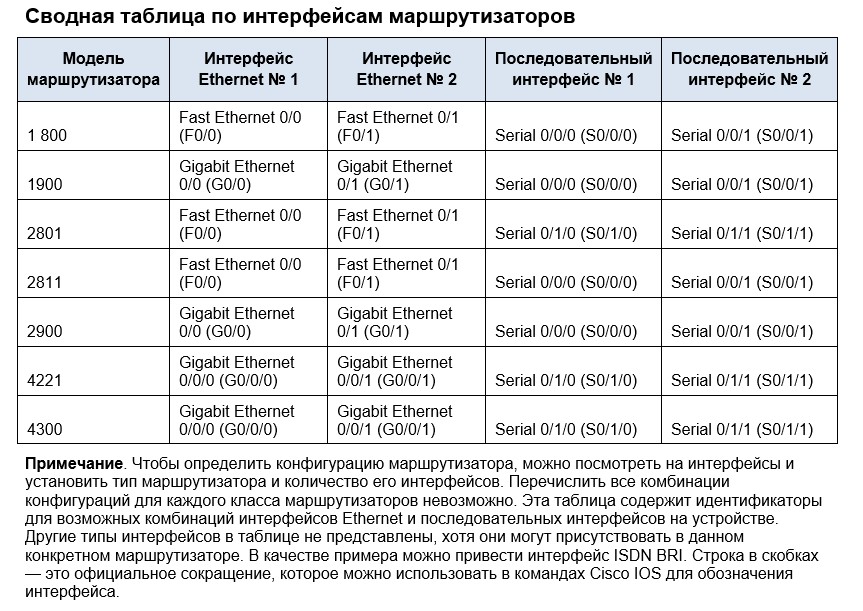 Сводная таблица по интерфейсам маршрутизаторов
Модель маршрутизатора | Интерфейс Ethernet № 1 | Интерфейс Ethernet № 2 | Последовательный интерфейс № 1 | Последовательный интерфейс № 2
1 800 | Fast Ethernet 0/0 (F0/0) | Fast Ethernet 0/1 (F0/1) | Serial 0/0/0 (S0/0/0) | Serial 0/0/1 (S0/0/1)
1900 | Gigabit Ethernet 0/0 (G0/0) | Gigabit Ethernet 0/1 (G0/1) | Serial 0/0/0 (S0/0/0) | Serial 0/0/1 (S0/0/1)
2801 | Fast Ethernet 0/0 (F0/0) | Fast Ethernet 0/1 (F0/1) | Serial 0/1/0 (S0/1/0) | Serial 0/1/1 (S0/1/1)
2811 | Fast Ethernet 0/0 (F0/0) | Fast Ethernet 0/1 (F0/1) | Serial 0/0/0 (S0/0/0) | Serial 0/0/1 (S0/0/1)
2900 | Gigabit Ethernet 0/0 (G0/0) | Gigabit Ethernet 0/1 (G0/1) | Serial 0/0/0 (S0/0/0) | Serial 0/0/1 (S0/0/1)
4221 | Gigabit Ethernet 0/0/0 (G0/0/0) | Gigabit Ethernet 0/0/1 (G0/0/1) | Serial 0/1/0 (S0/1/0) | Serial 0/1/1 (S0/1/1)
4300 | Gigabit Ethernet 0/0/0 (G0/0/0) | Gigabit Ethernet 0/0/1 (G0/0/1) | Serial 0/1/0 (S0/1/0) | Serial 0/1/1 (S0/1/1)
Примечание. Чтобы определить конфигурацию маршрутизатора, можно посмотреть на интерфейсы и
установить тип маршрутизатора и количество его интерфейсов. Перечислить все комбинации
конфигураций для каждого класса маршрутизаторов невозможно. Эта таблица содержит идентификаторы
для возможных комбинаций интерфейсов Ethernet и последовательных интерфейсов на устройстве.
Другие типы интерфейсов в таблице не представлены, хотя они могут присутствовать в данном
конкретном маршрутизаторе. В качестве примера можно привести интерфейс ISDN BRI. Строка в скобках
— это официальное сокращение, которое можно использовать в командах Cisco IOS для обозначения
интерфейса.